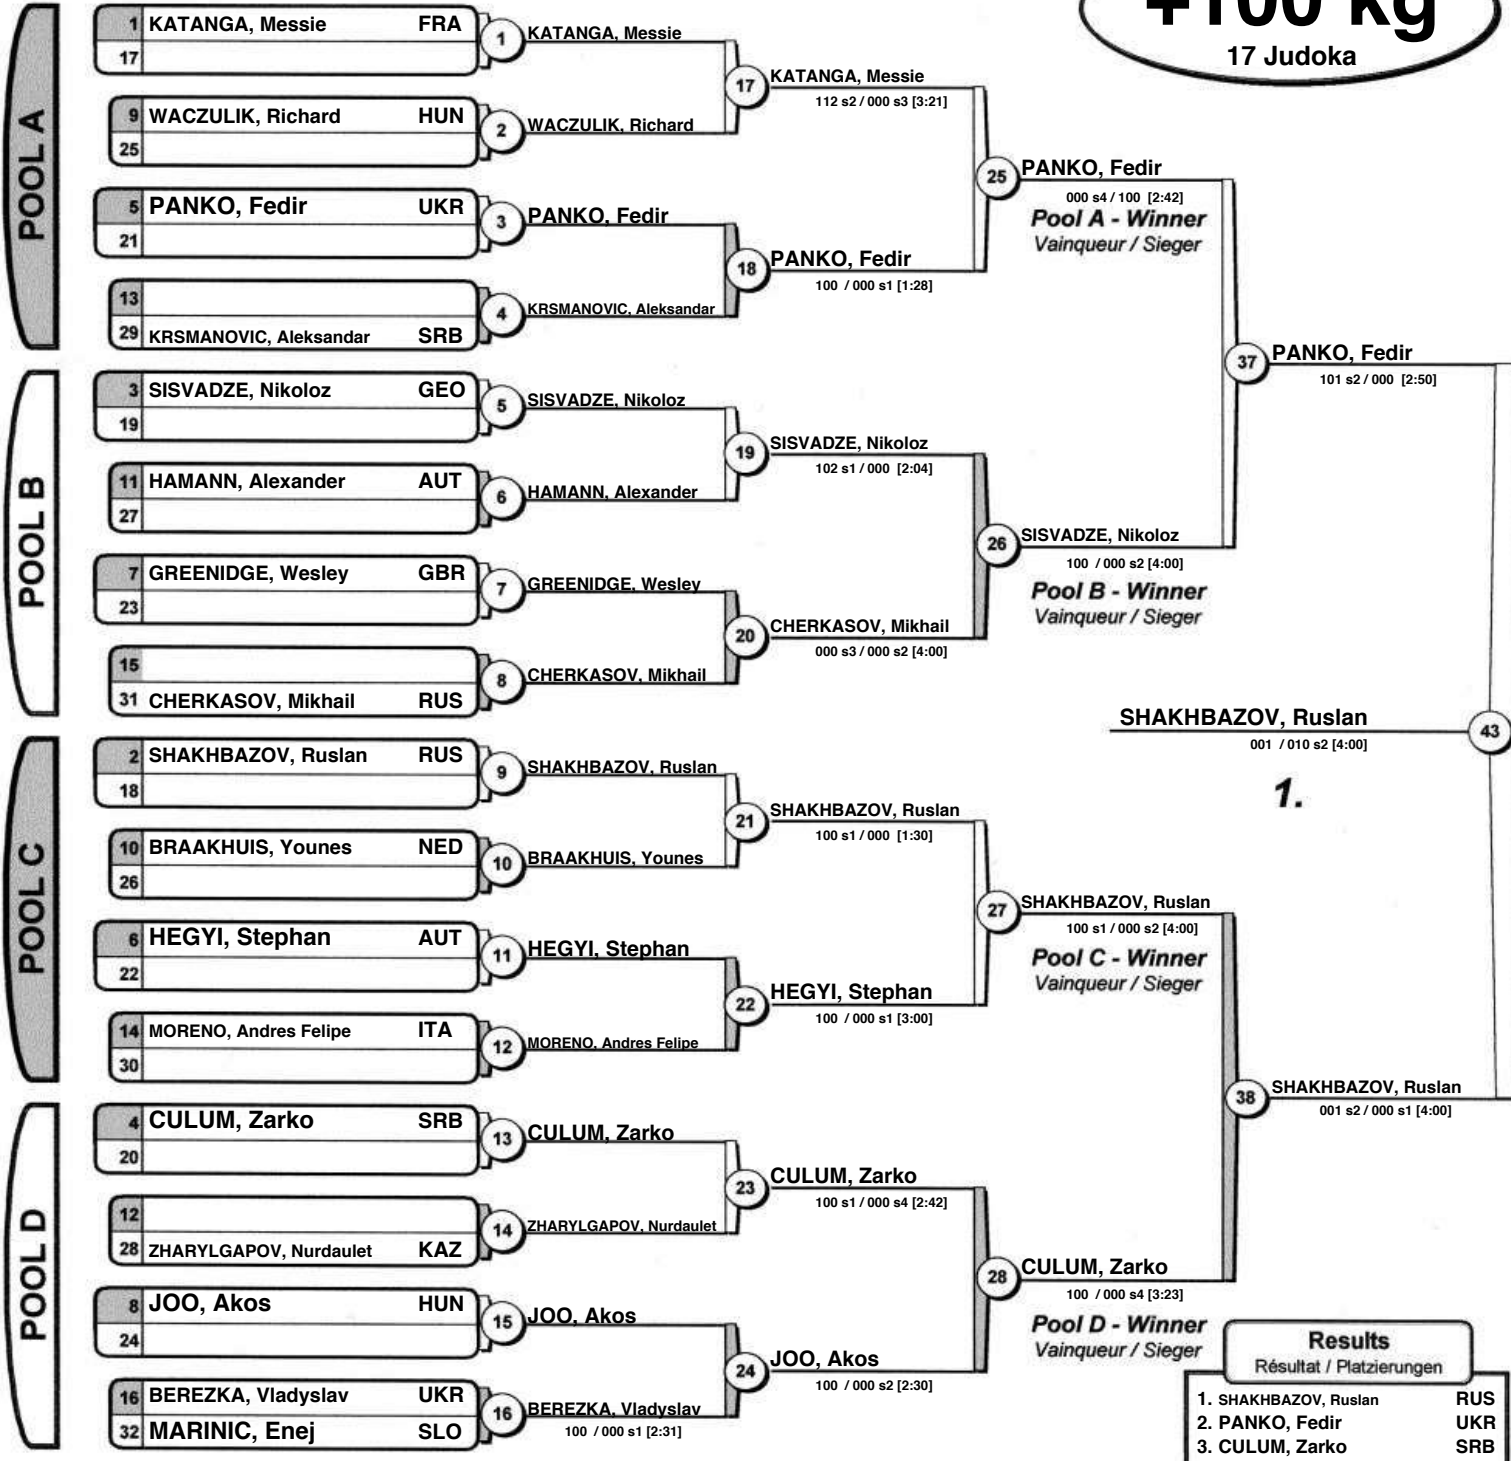 +100 kg
17 Judoka
POOL A
1 KATANGA, Messie FRA
17
9 WACZULIK, Richard HUN
25
5 PANKO, Fedir UKR
21
13
29 KRSMANOVIC, Aleksandar SRB
POOL B
3 SISVADZE, Nikoloz GEO
19
11 HAMANN, Alexander AUT
27
7 GREENIDGE, Wesley GBR
23
15
31 CHERKASOV, Mikhail RUS
POOL C
2 SHAKHBAZOV, Ruslan RUS
18
10 BRAAKHUIS, Younes NED
26
6 HEGYI, Stephan AUT
22
14 MORENO, Andres Felipe ITA
30
POOL D
4 CULUM, Zarko SRB
20
12
28 ZHARYLGAPOV, Nurdaulet KAZ
8 JOO, Akos HUN
24
16 BEREZKA, Vladyslav UKR
32 MARINIC, Enej SLO
1 KATANGA, Messie
2 WACZULIK, Richard
3 PANKO, Fedir
4 KRSMANOVIC, Aleksandar
5 SISVADZE, Nikoloz
6 HAMANN, Alexander
7 GREENIDGE, Wesley
8 CHERKASOV, Mikhail
9 SHAKHBAZOV, Ruslan
10 BRAAKHUIS, Younes
11 HEGYI, Stephan
12 MORENO, Andres Felipe
13 CULUM, Zarko
14 ZHARYLGAPOV, Nurdaulet
15 JOO, Akos
16 BEREZKA, Vladyslav
100 / 000 s1 [2:31]
17 KATANGA, Messie
112 s2 / 000 s3 [3:21]
18 PANKO, Fedir
100 / 000 s1 [1:28]
19 SISVADZE, Nikoloz
102 s1 / 000 [2:04]
20 CHERKASOV, Mikhail
000 s3 / 000 s2 [4:00]
21 SHAKHBAZOV, Ruslan
100 s1 / 000 [1:30]
22 HEGYI, Stephan
100 / 000 s1 [3:00]
23 CULUM, Zarko
100 s1 / 000 s4 [2:42]
24 JOO, Akos
100 / 000 s2 [2:30]
25 PANKO, Fedir
000 s4 / 100 [2:42]
Pool A - Winner
Vainqueur / Sieger
26 SISVADZE, Nikoloz
100 / 000 s2 [4:00]
Pool B - Winner
Vainqueur / Sieger
27 SHAKHBAZOV, Ruslan
100 s1 / 000 s2 [4:00]
Pool C - Winner
Vainqueur / Sieger
28 CULUM, Zarko
100 / 000 s4 [3:23]
Pool D - Winner
Vainqueur / Sieger
37 PANKO, Fedir
101 s2 / 000 [2:50]
38 SHAKHBAZOV, Ruslan
001 s2 / 000 s1 [4:00]
SHAKHBAZOV, Ruslan 43
001 / 010 s2 [4:00]
1.
Results
Résultat / Platzierungen
1. SHAKHBAZOV, Ruslan RUS
2. PANKO, Fedir UKR
3. CULUM, Zarko SRB